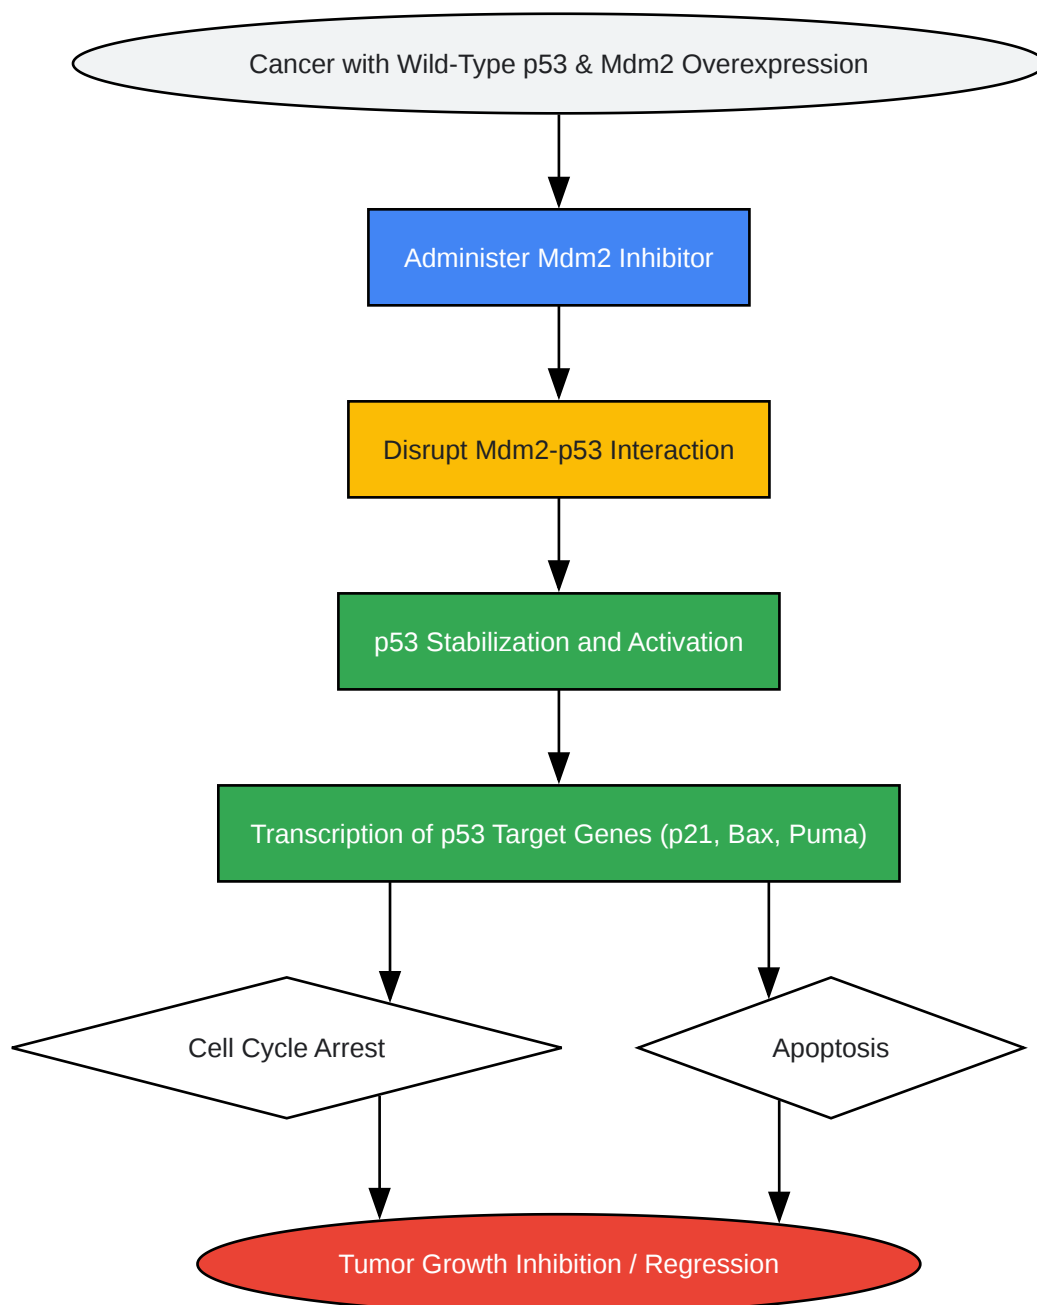 Cancer with Wild-Type p53 & Mdm2 Overexpression
Administer Mdm2 Inhibitor
Disrupt Mdm2-p53 Interaction
p53 Stabilization and Activation
Transcription of p53 Target Genes (p21, Bax, Puma)
Cell Cycle Arrest
Apoptosis
Tumor Growth Inhibition / Regression